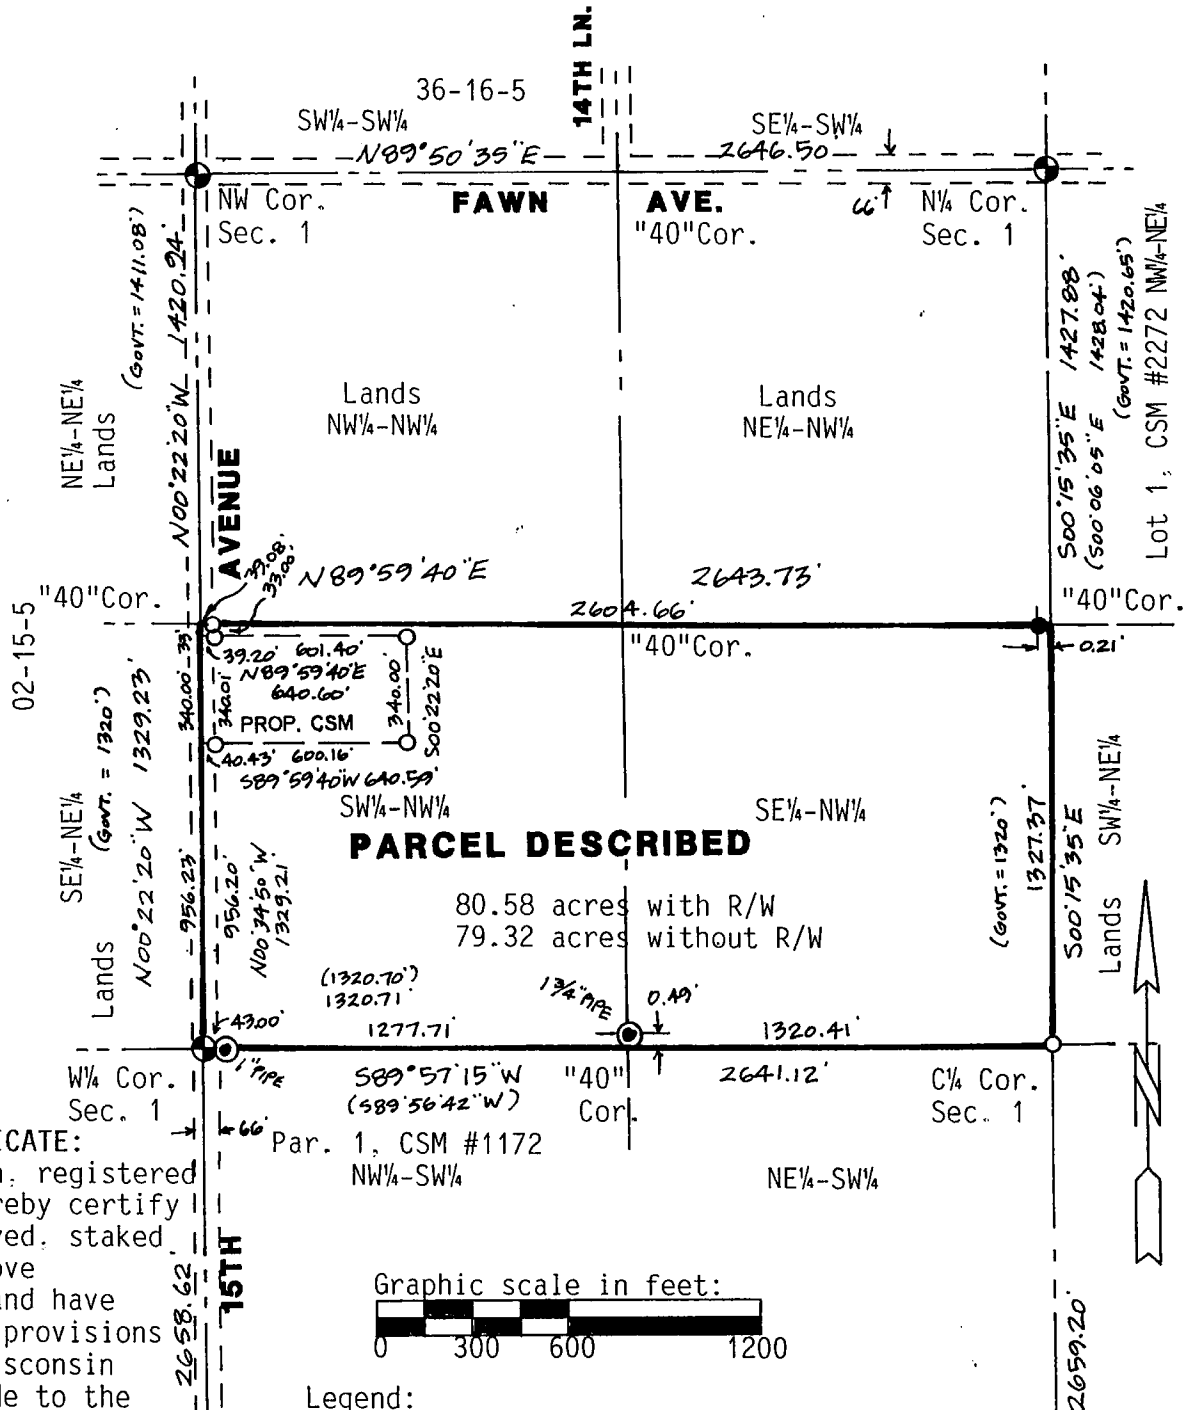 14TH LN.
36-16-5
SW¼-SW¼
SE¼-SW¼
N89°50'35"E
2646.50
NW Cor.
Sec. 1
FAWN AVE.
"40"Cor.
66'
N¼ Cor.
Sec. 1
(GOVT. = 1411.08')
N00°22'20"W 1420.94'
NE¼-NE¼
Lands
AVENUE
Lands
NW¼-NW¼
Lands
NE¼-NW¼
S00°15'35"E 1427.88'
(S00°06'05"E 1428.04')
(GOVT. = 1420.65')
Lot 1, CSM #2272 NW¼-NE¼
39.08'
33.00'
N89°59'40"E
2643.73'
02-15-5
"40"Cor.
2604.66'
"40"Cor.
"40"Cor.
0.21'
33'
340.00'
340.01'
39.20' 601.40'
N89°59'40"E
640.60'
PROP. CSM
340.00'
S00°22'20"E
40.43' 600.16'
S89°59'40"W 640.59'
SE¼-NE¼
Lands
(GOVT. = 1320')
N00°22'20"W 1329.23'
956.23'
956.20'
N00°34'50"W
1329.21'
SW¼-NW¼
SE¼-NW¼
PARCEL DESCRIBED
80.58 acres with R/W
79.32 acres without R/W
(GOVT. = 1320')
1327.37'
S00°15'35"E
Lands SW¼-NE¼
(1320.70')
1320.71'
1¾" PIPE
0.49'
43.00'
1277.71'
1320.41'
1" PIPE
W¼ Cor.
Sec. 1
S89°57'15"W
(S89°56'42"W)
"40"
Cor.
2641.12'
C¼ Cor.
Sec. 1
N
66'
Par. 1, CSM #1172
NW¼-SW¼
NE¼-SW¼
ICATE:
registered
reby certify
yed, staked
ove
and have
provisions
isconsin
le to the
2658.62'
15TH
Graphic scale in feet:
0 300 600 1200
Legend:
2659.20'